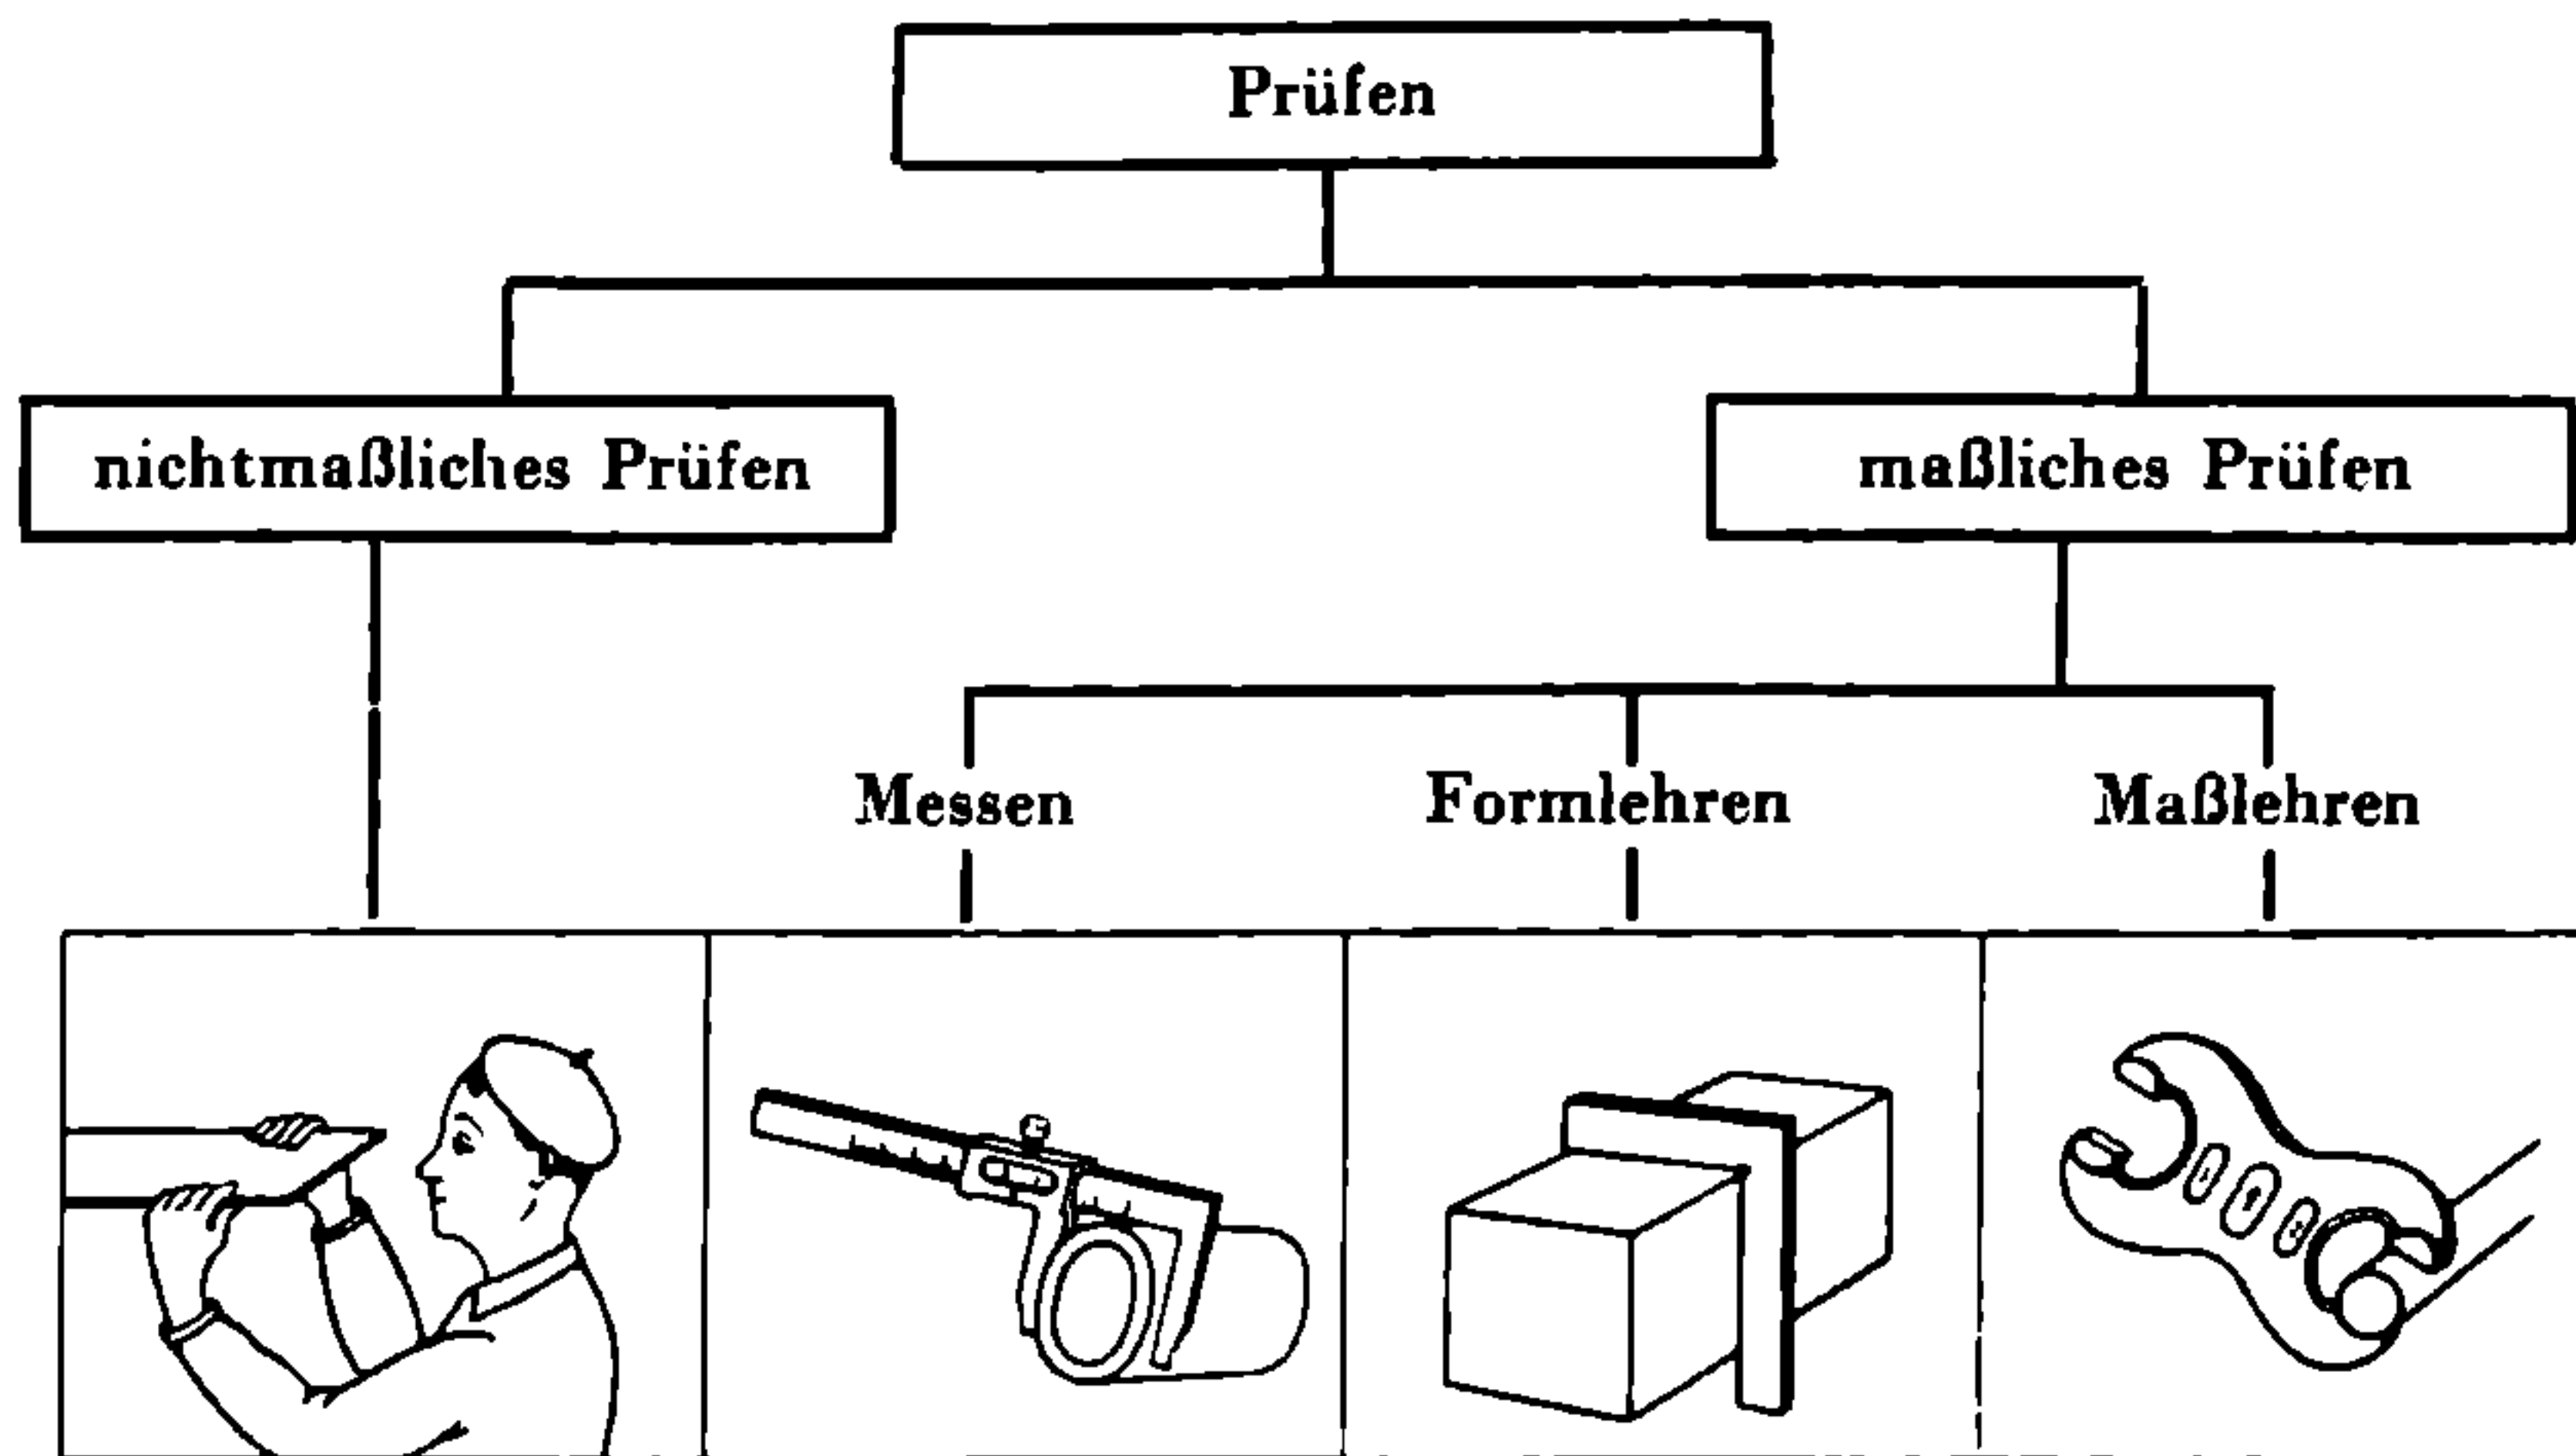 Prüfen
nichtmaßliches Prüfen
maßliches Prüfen
Messen
Formlehren
Maßlehren